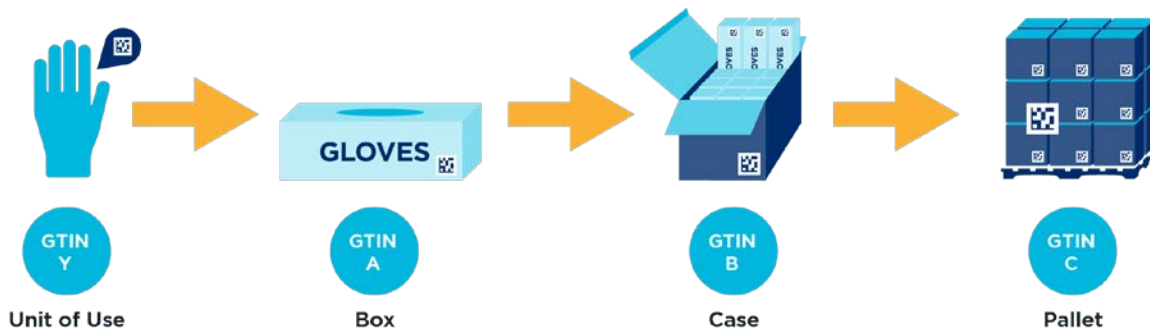 GLOVES
OVES
OVES
OVES
GTIN
Y
GTIN
A
GTIN
B
GTIN
C
Unit of Use
Box
Case
Pallet